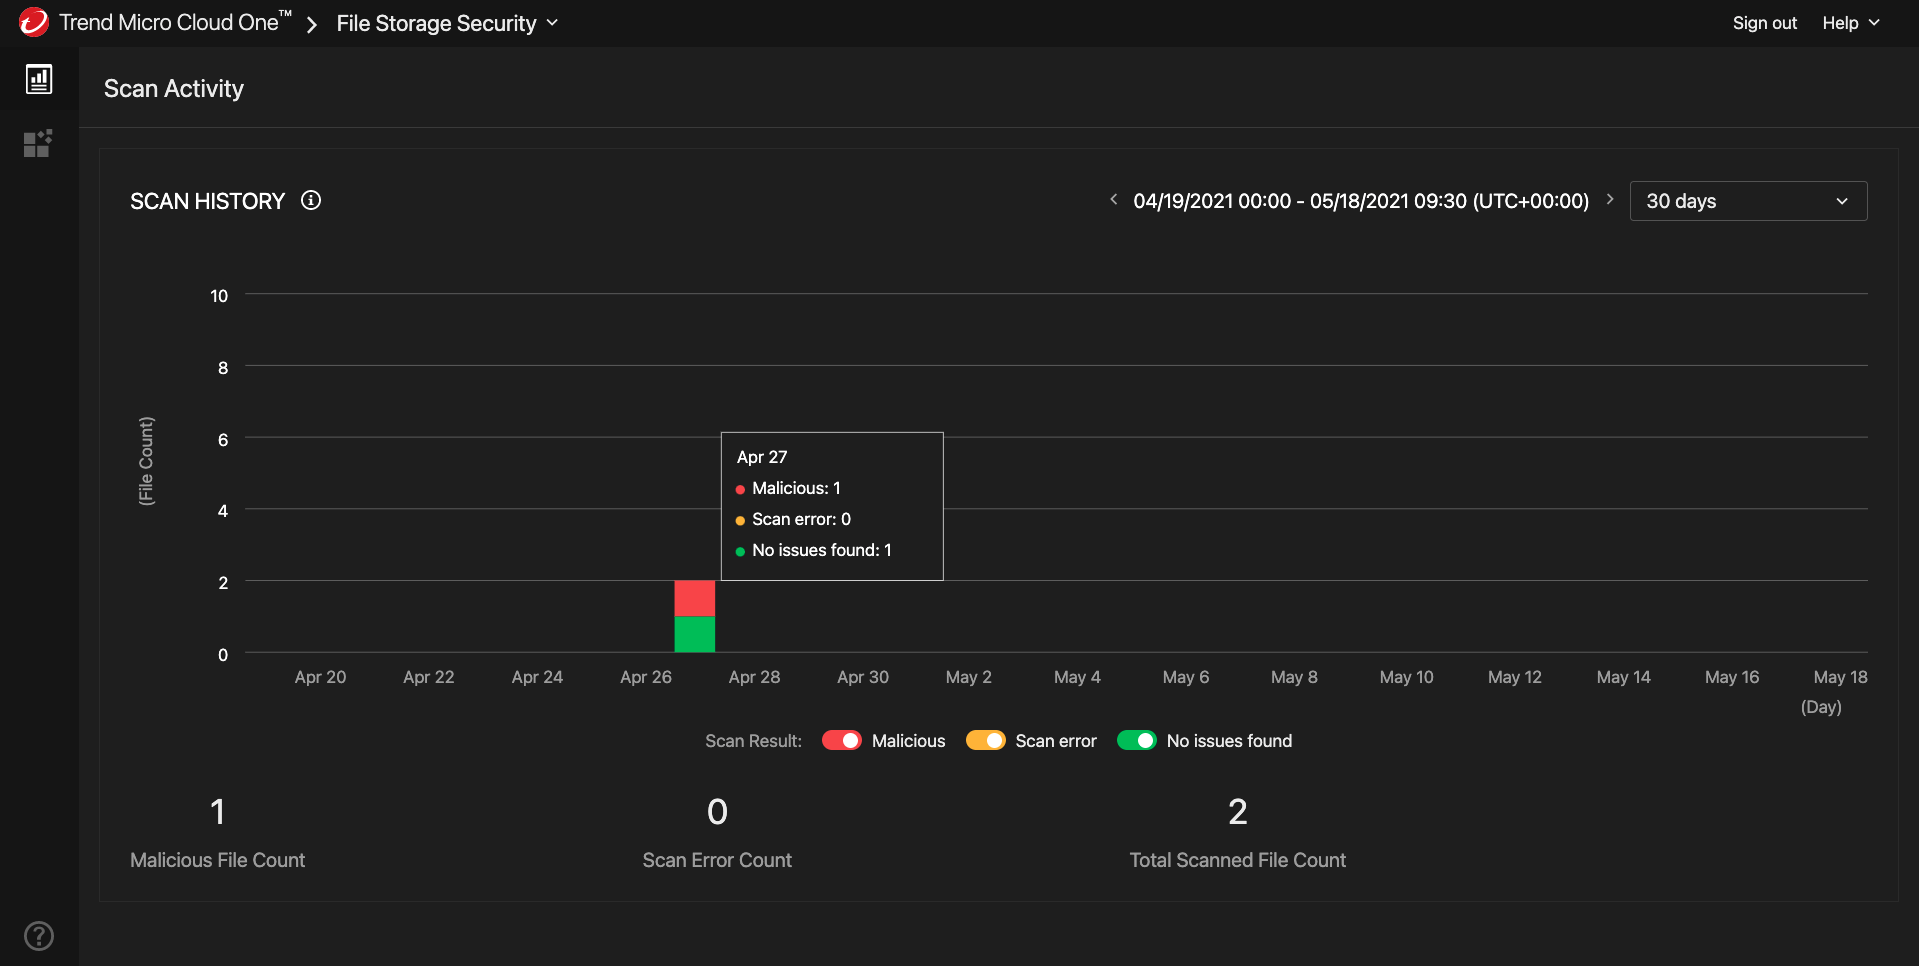 Trend Micro Cloud One™ > File Storage Security
Sign out
Help
Scan Activity
SCAN HISTORY
04/19/2021 00:00 - 05/18/2021 09:30 (UTC+00:00)
30 days
10
8
6
4
2
0
(File Count)
Apr 27
Malicious: 1
Scan error: 0
No issues found: 1
Apr 20
Apr 22
Apr 24
Apr 26
Apr 28
Apr 30
May 2
May 4
May 6
May 8
May 10
May 12
May 14
May 16
May 18
(Day)
Scan Result:
Malicious
Scan error
No issues found
1
Malicious File Count
0
Scan Error Count
2
Total Scanned File Count